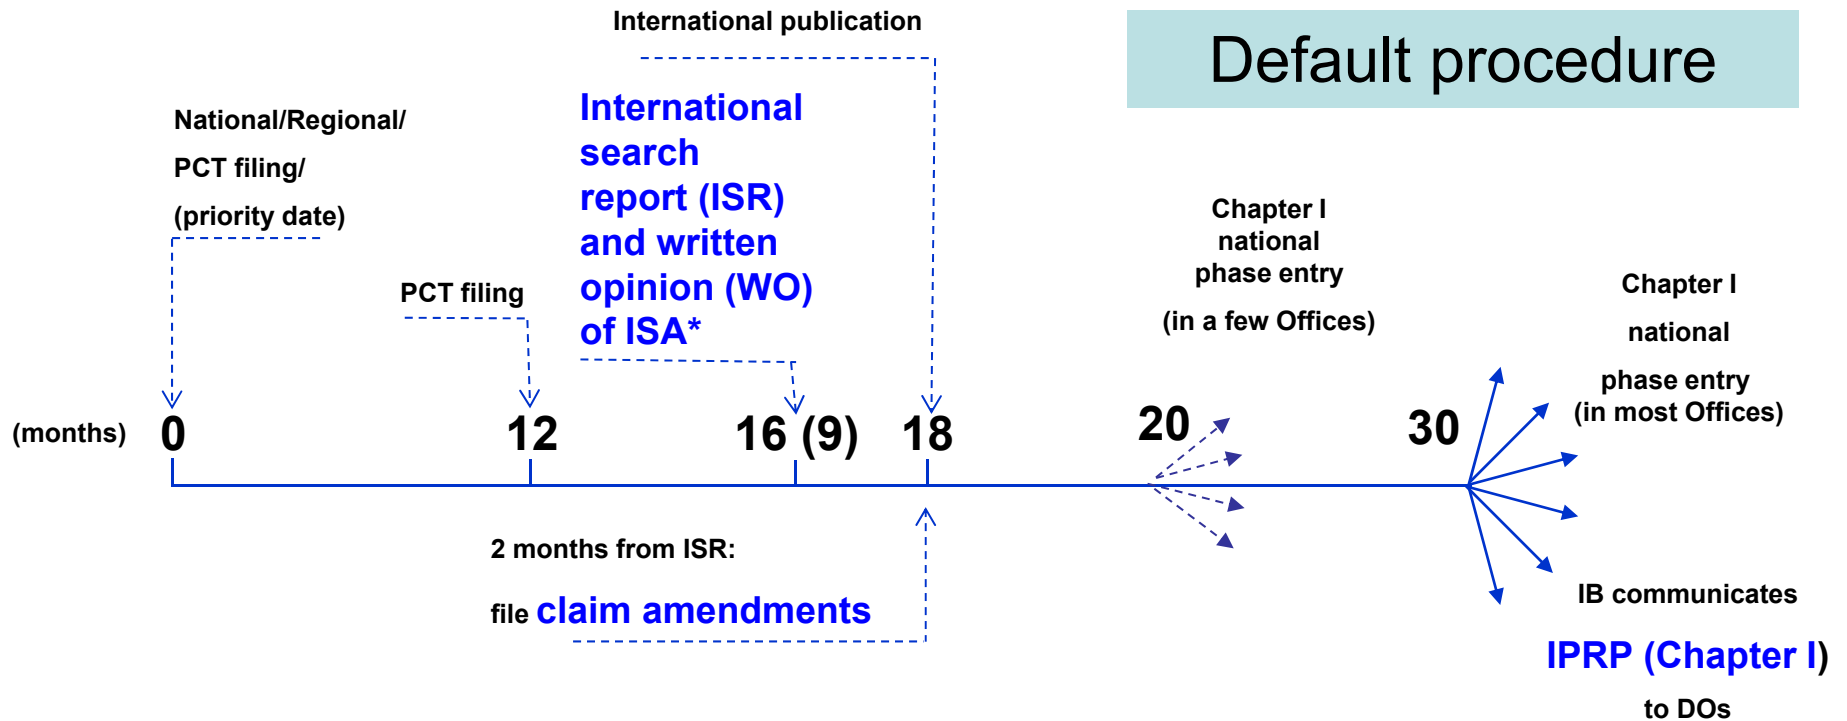 International publication
Default procedure
National/Regional/
PCT filing/
(priority date)
PCT filing
International
search
report (ISR)
and written
opinion (WO)
of ISA*
Chapter I
national
phase entry
(in a few Offices)
Chapter I
national
phase entry
(in most Offices)
(months) 0 12 16 (9) 18 20 30
2 months from ISR:
file claim amendments
IB communicates
IPRP (Chapter I)
to DOs